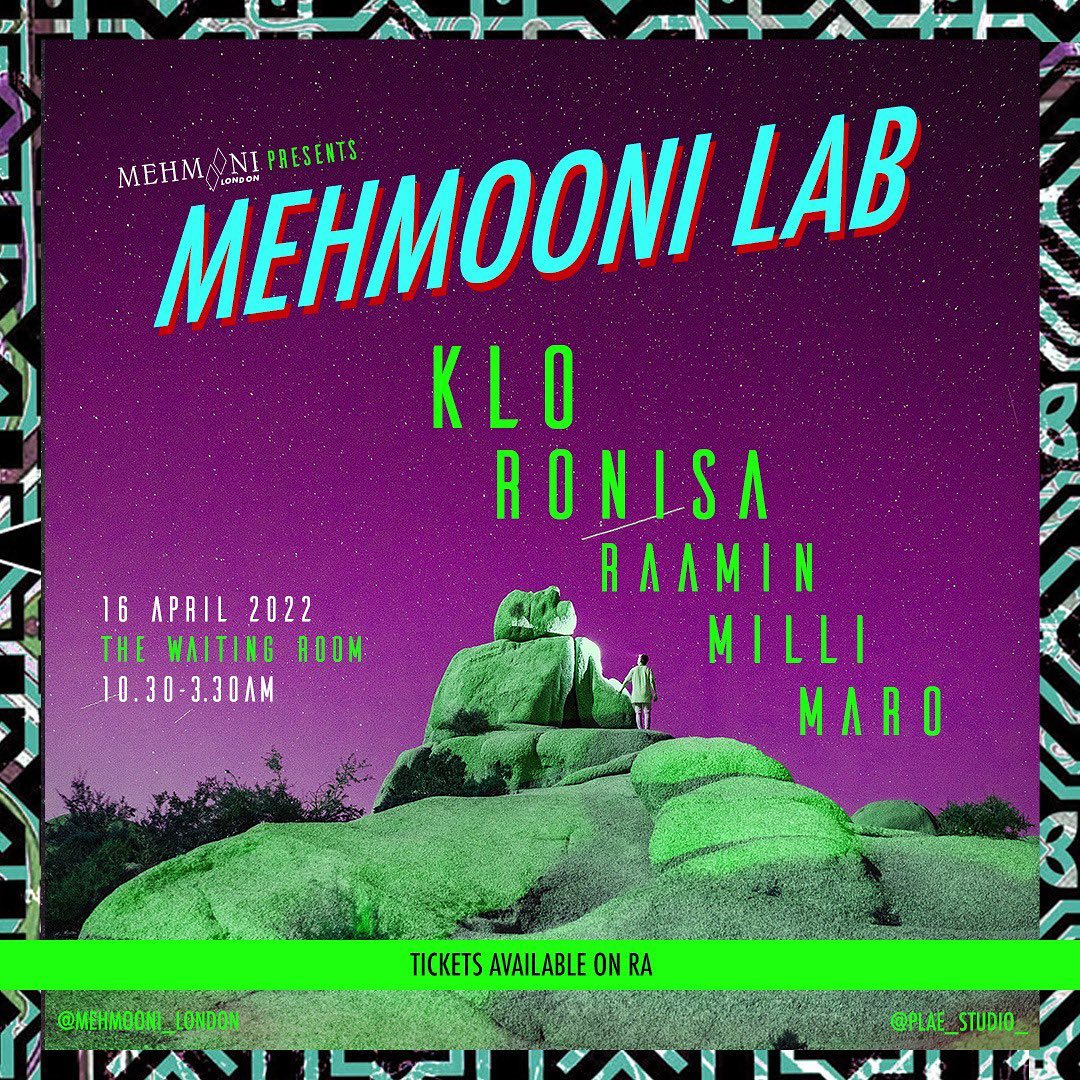 MEHMOONI LONDON PRESENTS
MEHMOONI LAB
KLO
RONISA
RAAMIN
MILLI
MARO
16 APRIL 2022
THE WAITING ROOM
10.30-3.30AM
TICKETS AVAILABLE ON RA
@MEHMOONI_LONDON
@PLAE_STUDIO_